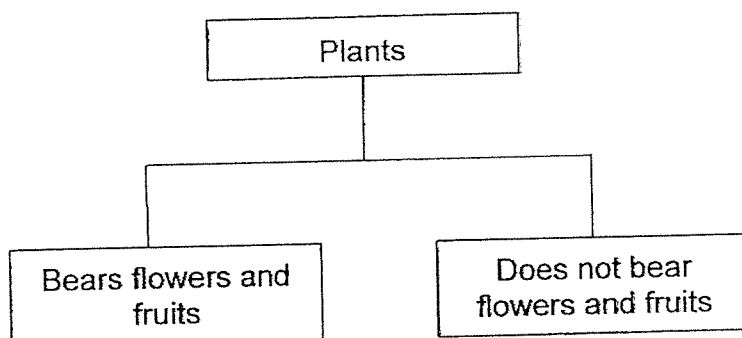 Plants
Bears flowers and
fruits
Does not bear
flowers and fruits